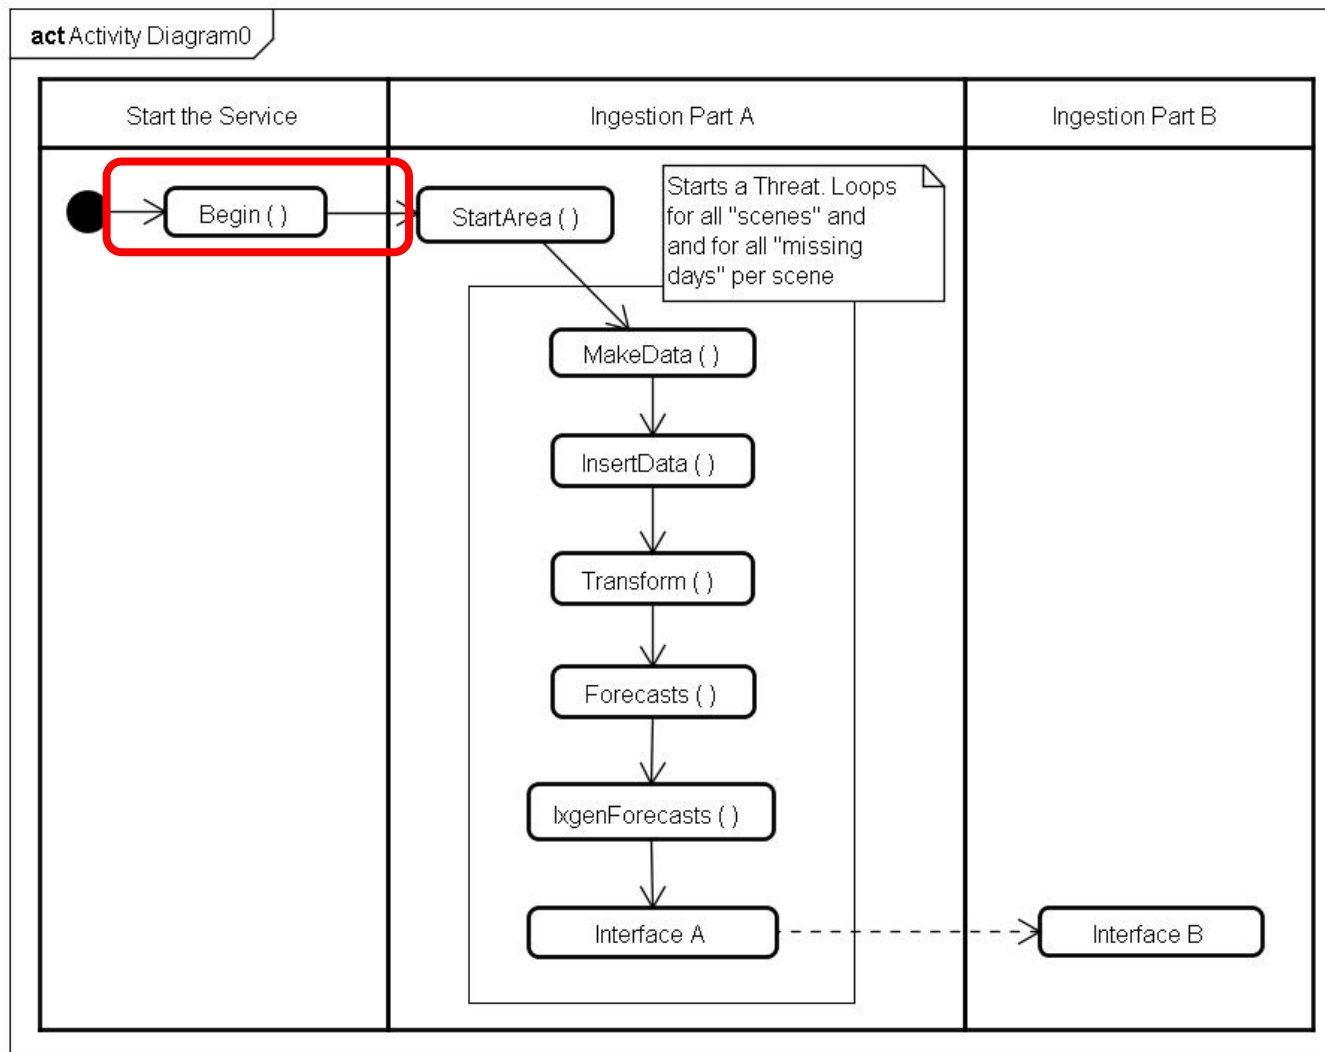 act Activity Diagram0
Start the Service
Ingestion Part A
Ingestion Part B
Begin ( )
StartArea ( )
Starts a Threat. Loops
for all "scenes" and
and for all "missing
days" per scene
MakeData ( )
InsertData ( )
Transform ( )
Forecasts ( )
IxgenForecasts ( )
Interface A
Interface B